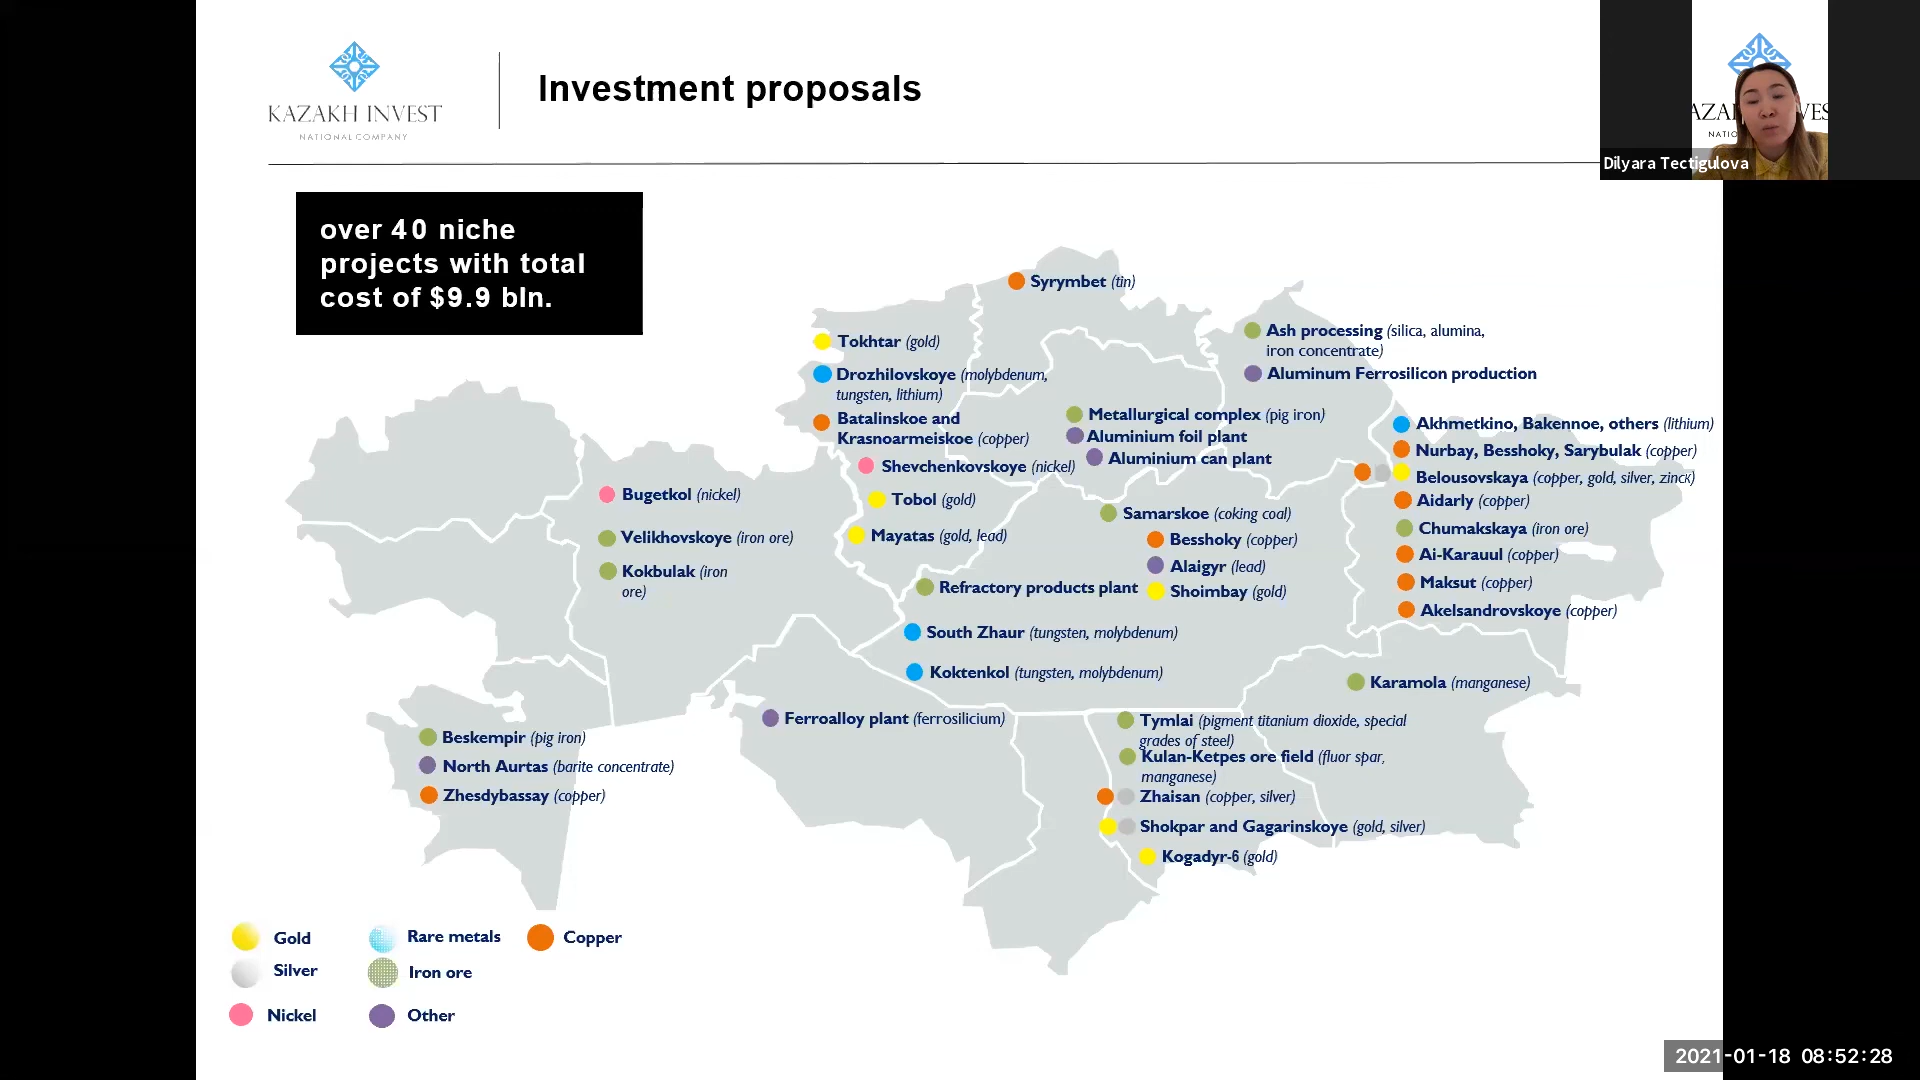 KAZAKH INVEST
NATIONAL COMPANY
Investment proposals
Dilyara Tectigulova
over 40 niche
projects with total
cost of $9.9 bln.
Syrymbet (tin)
Tokhtar (gold)
Drozhilovskoye (molybdenum,
tungsten, lithium)
Batalinskoe and
Krasnoarmeiskoe (copper)
Shevchenkovskoye (nickel)
Tobol (gold)
Mayatas (gold, lead)
Ash processing (silica, alumina,
iron concentrate)
Aluminum Ferrosilicon production
Metallurgical complex (pig iron)
Aluminium foil plant
Aluminium can plant
Akhmetkino, Bakennoe, others (lithium)
Nurbay, Besshoky, Sarybulak (copper)
Belousovskaya (copper, gold, silver, zinck)
Aidarly (copper)
Chumakskaya (iron ore)
Ai-Karauul (copper)
Maksut (copper)
Akelsandrovskoye (copper)
Bugetkol (nickel)
Velikhovskoye (iron ore)
Kokbulak (iron
ore)
Samarskoe (coking coal)
Besshoky (copper)
Alaigyr (lead)
Shoimbay (gold)
Refractory products plant
South Zhaur (tungsten, molybdenum)
Koktenkol (tungsten, molybdenum)
Karamola (manganese)
Ferroalloy plant (ferrosilicium)
Tymlai (pigment titanium dioxide, special
grades of steel)
Kulan-Ketpes ore field (fluor spar,
manganese)
Zhaisan (copper, silver)
Shokpar and Gagarinskoye (gold, silver)
Kogadyr-6 (gold)
Beskempir (pig iron)
North Aurtas (barite concentrate)
Zhesdybassay (copper)
Gold
Rare metals
Copper
Silver
Iron ore
Nickel
Other
2021-01-18 08:52:28